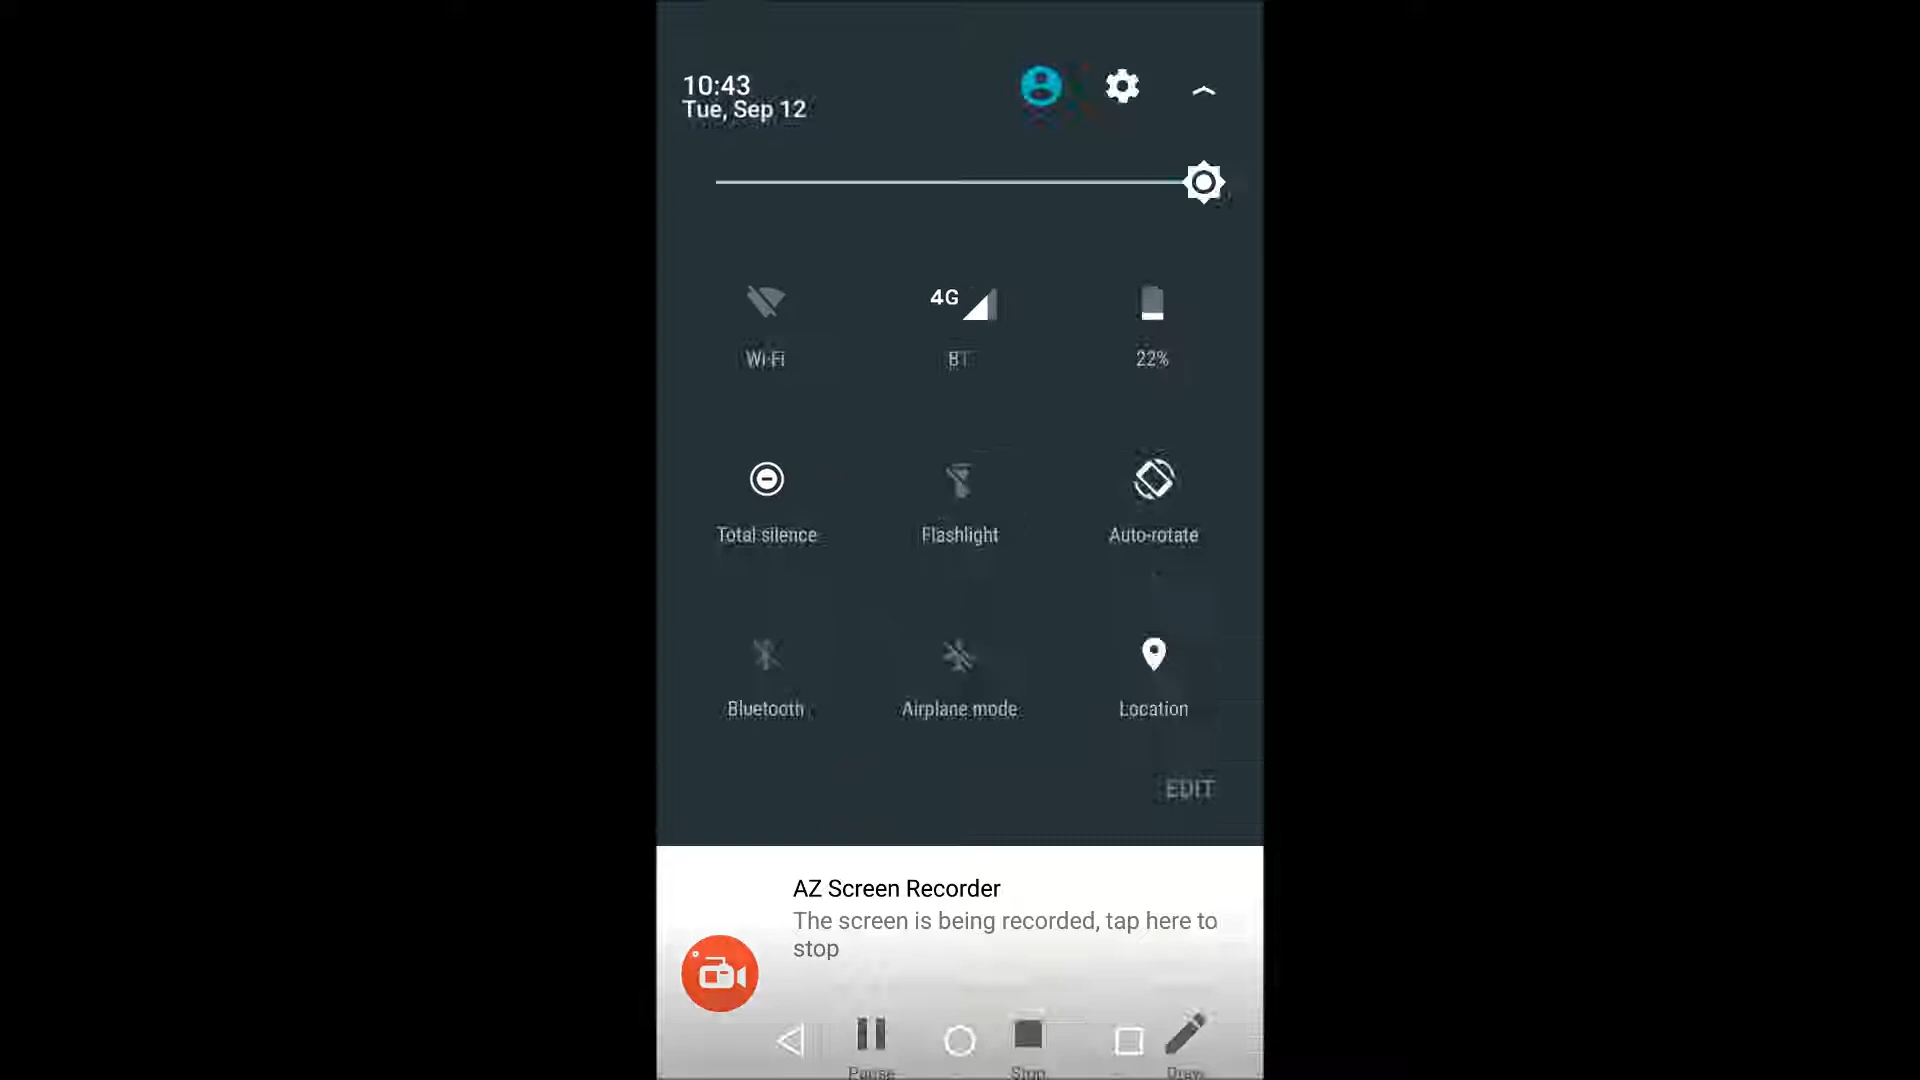 10:43
Tue, Sep 12
4G
Wi-Fi
BT
22%
Total silence
Flashlight
Auto-rotate
Bluetooth
Airplane mode
Location
EDIT
AZ Screen Recorder
The screen is being recorded, tap here to
stop
Pause
Stop
Draw